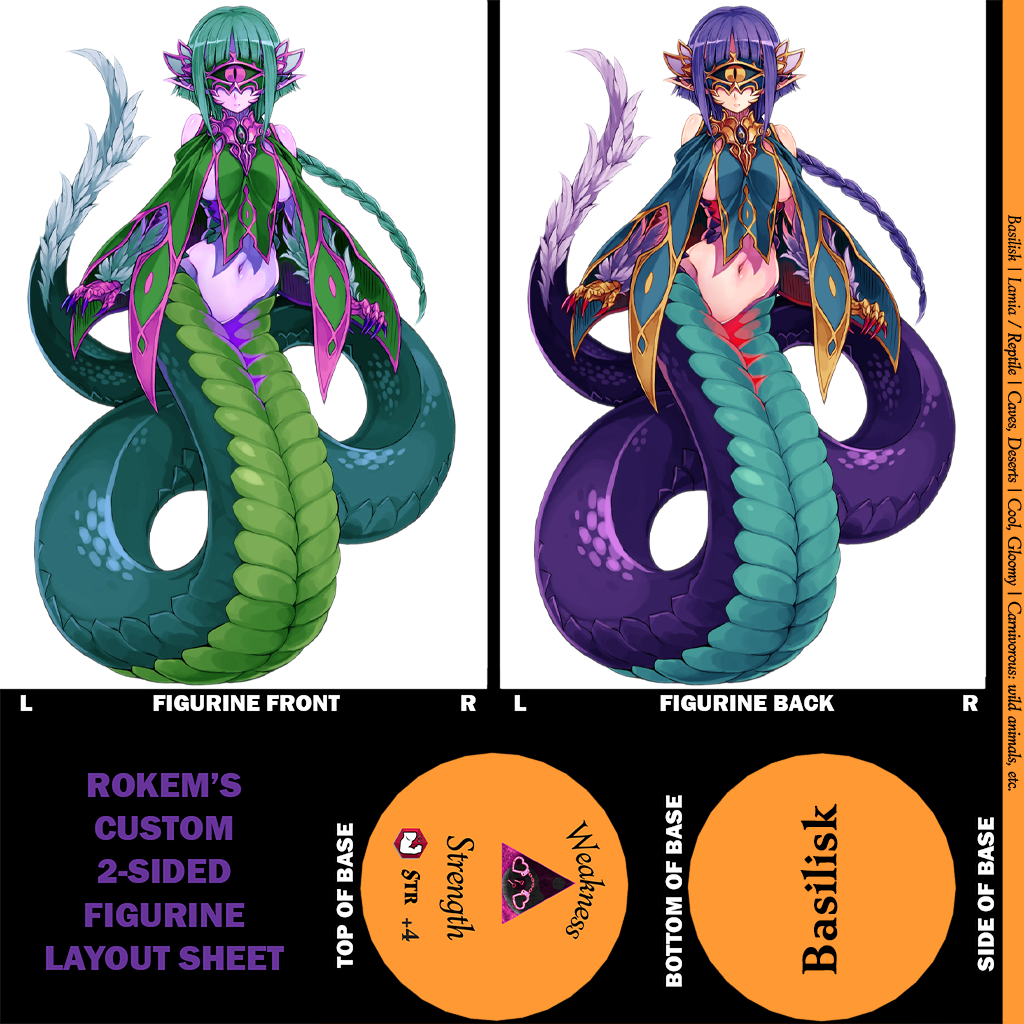 L FIGURINE FRONT R
L FIGURINE BACK R
Basilisk | Lamia / Reptile | Caves, Deserts | Cool, Gloomy | Carnivorous: wild animals, etc.
ROKEM'S
CUSTOM
2-SIDED
FIGURINE
LAYOUT SHEET
TOP OF BASE
Weakness
Strength
STR +4
BOTTOM OF BASE
Basilisk
SIDE OF BASE